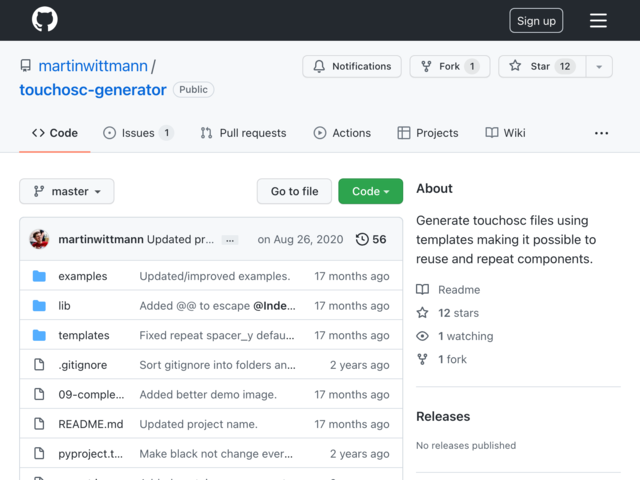 Sign up
martinwittmann /
touchosc-generator Public
Notifications
Fork 1
Star 12
Code
Issues 1
Pull requests
Actions
Projects
Wiki
master
Go to file
Code
martinwittmann Updated pr... ... on Aug 26, 2020 56
examples Updated/improved examples. 17 months ago
lib Added @@ to escape @Inde... 17 months ago
templates Fixed repeat spacer_y defau... 17 months ago
.gitignore Sort gitignore into folders an... 2 years ago
09-comple... Added better demo image. 17 months ago
README.md Updated project name. 17 months ago
pyproject.t... Make black not change ever... 2 years ago
About
Generate touchosc files using
templates making it possible to
reuse and repeat components.
Readme
12 stars
1 watching
1 fork
Releases
No releases published